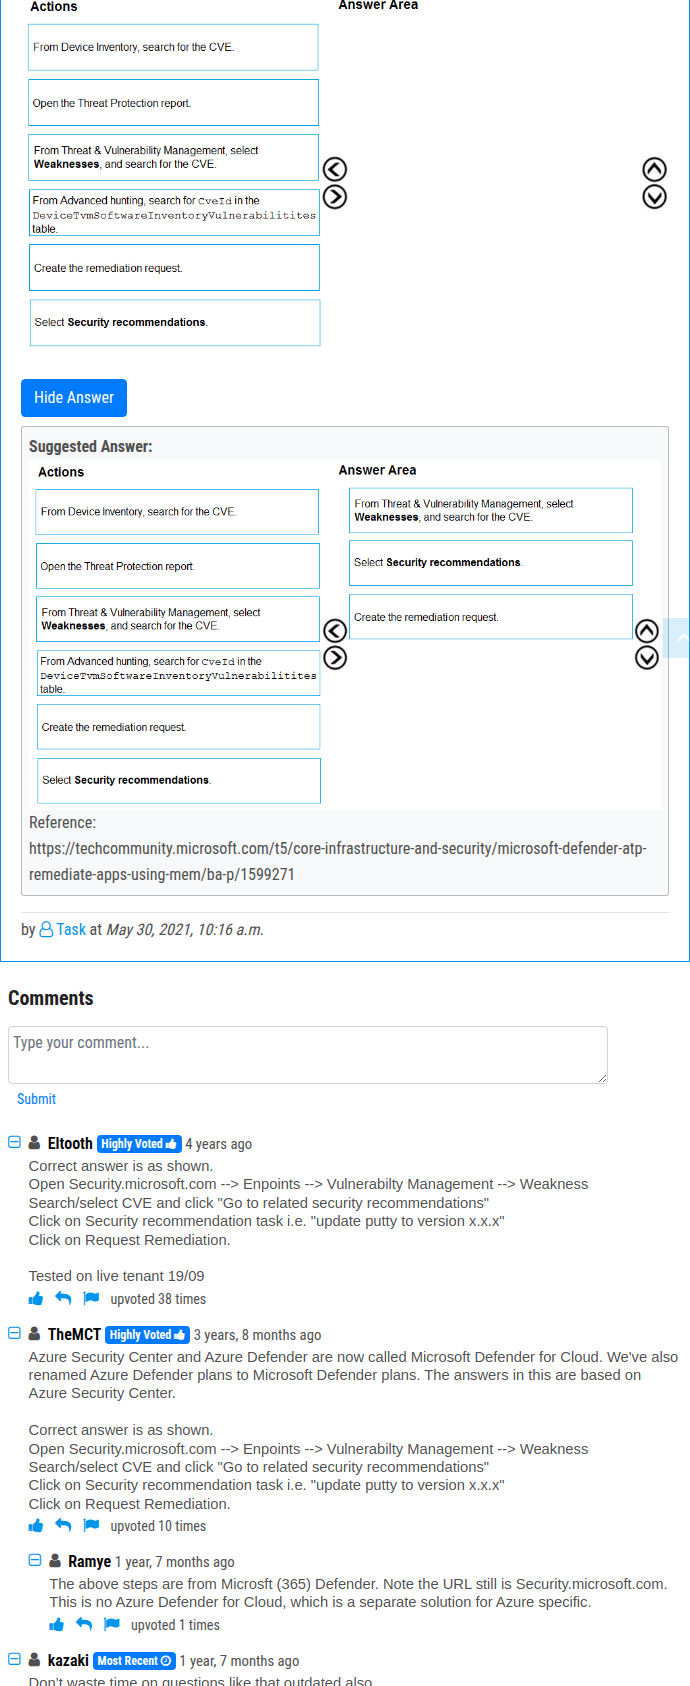 Actions
Answer Area
From Device Inventory, search for the CVE.
Open the Threat Protection report.
From Threat & Vulnerability Management, select
Weaknesses, and search for the CVE.
From Advanced hunting, search for CveId in the
DeviceTvmSoftwareInventoryVulnerabilitites
table.
Create the remediation request.
Select Security recommendations.
Hide Answer
Suggested Answer:
Actions
Answer Area
From Device Inventory, search for the CVE.
Open the Threat Protection report.
From Threat & Vulnerability Management, select
Weaknesses, and search for the CVE.
From Advanced hunting, search for CveId in the
DeviceTvmSoftwareInventoryVulnerabilitites
table.
Create the remediation request.
Select Security recommendations.
From Threat & Vulnerability Management, select
Weaknesses, and search for the CVE.
Select Security recommendations.
Create the remediation request.
Reference:
https://techcommunity.microsoft.com/t5/core-infrastructure-and-security/microsoft-defender-atp-
remediate-apps-using-mem/ba-p/1599271
by Task at May 30, 2021, 10:16 a.m.
Comments
Type your comment...
Submit
Eltooth Highly Voted 4 years ago
Correct answer is as shown.
Open Security.microsoft.com --> Enpoints --> Vulnerabilty Management --> Weakness
Search/select CVE and click "Go to related security recommendations"
Click on Security recommendation task i.e. "update putty to version x.x.x"
Click on Request Remediation.
Tested on live tenant 19/09
upvoted 38 times
TheMCT Highly Voted 3 years, 8 months ago
Azure Security Center and Azure Defender are now called Microsoft Defender for Cloud. We've also
renamed Azure Defender plans to Microsoft Defender plans. The answers in this are based on
Azure Security Center.
Correct answer is as shown.
Open Security.microsoft.com --> Enpoints --> Vulnerabilty Management --> Weakness
Search/select CVE and click "Go to related security recommendations"
Click on Security recommendation task i.e. "update putty to version x.x.x"
Click on Request Remediation.
upvoted 10 times
Ramye 1 year, 7 months ago
The above steps are from Microsft (365) Defender. Note the URL still is Security.microsoft.com.
This is no Azure Defender for Cloud, which is a separate solution for Azure specific.
upvoted 1 times
kazaki Most Recent 1 year, 7 months ago
Don't waste time on questions like that outdated also